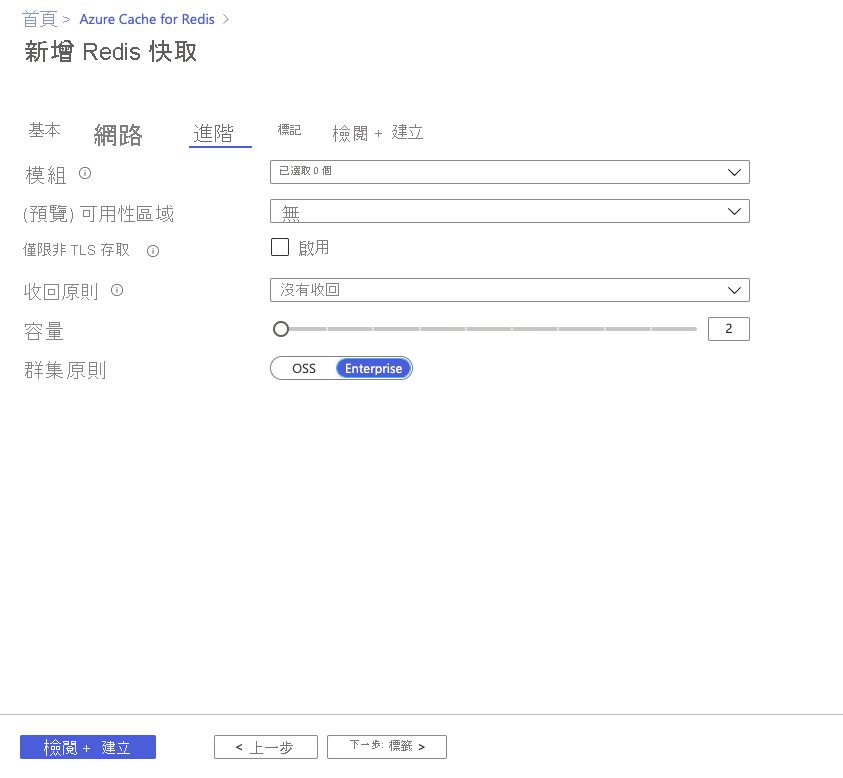 首頁 > Azure Cache for Redis >
新增 Redis 快取
基本 網路 進階 標記 檢閱 + 建立
模組 已選取 0 個
(預覽) 可用性區域 無
僅限非 TLS 存取 啟用
收回原則 沒有收回
容量 2
群集原則 OSS Enterprise
檢閱 + 建立 < 上一步 下一步: 標籤 >